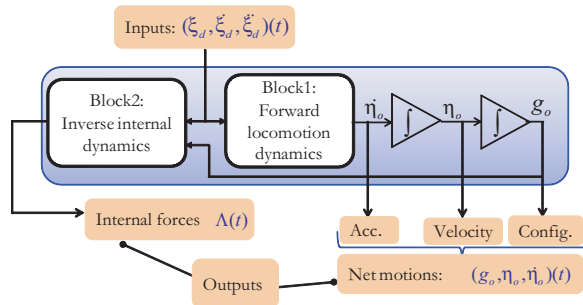 Inputs: (ξ_d, ξ̇_d, ξ̈_d)(t)
Block2:
Inverse internal
dynamics
Block1:
Forward
locomotion
dynamics
η̇_o
∫
η_o
∫
g_o
Internal forces Λ(t)
Acc.
Velocity
Config.
Outputs
Net motions: (g_o, η_o, η̇_o)(t)